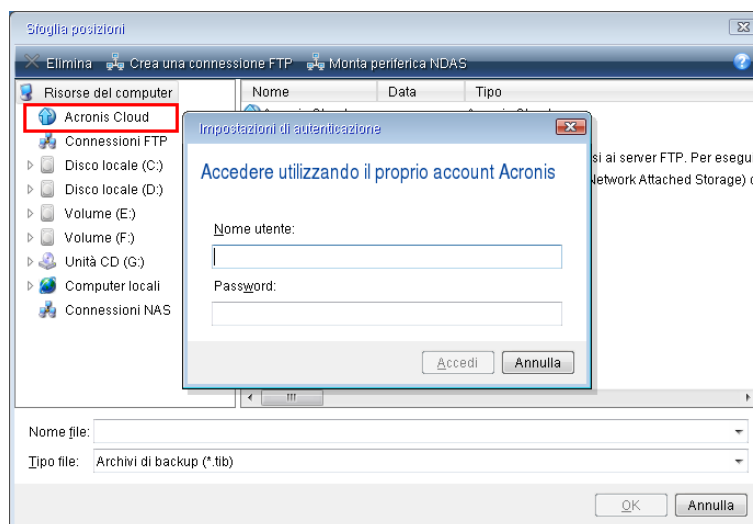 Sfoglia posizioni
Elimina Crea una connessione FTP Monta periferica NDAS
Risorse del computer
Acronis Cloud
Connessioni FTP
Disco locale (C:)
Disco locale (D:)
Volume (E:)
Volume (F:)
Unità CD (G:)
Computer locali
Connessioni NAS
Nome Data Tipo
si ai server FTP. Per esegui
Network Attached Storage)
Impostazioni di autenticazione
Accedere utilizzando il proprio account Acronis
Nome utente:
Password:
Accedi Annulla
Nome file:
Tipo file: Archivi di backup (*.tib)
OK Annulla